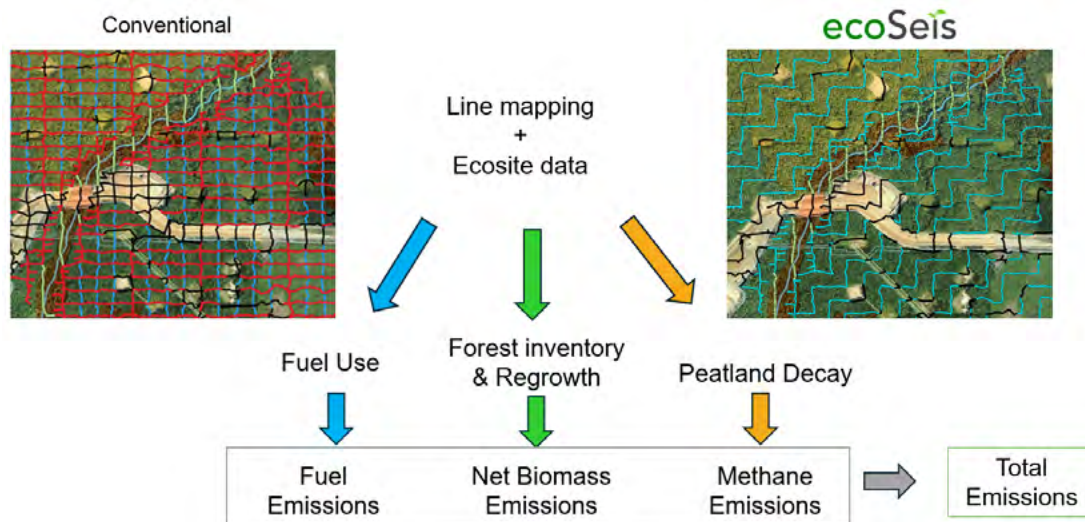 Conventional
ecoSeis
Line mapping
+
Ecosite data
Fuel Use
Forest inventory
& Regrowth
Peatland Decay
Fuel
Emissions
Net Biomass
Emissions
Methane
Emissions
Total
Emissions